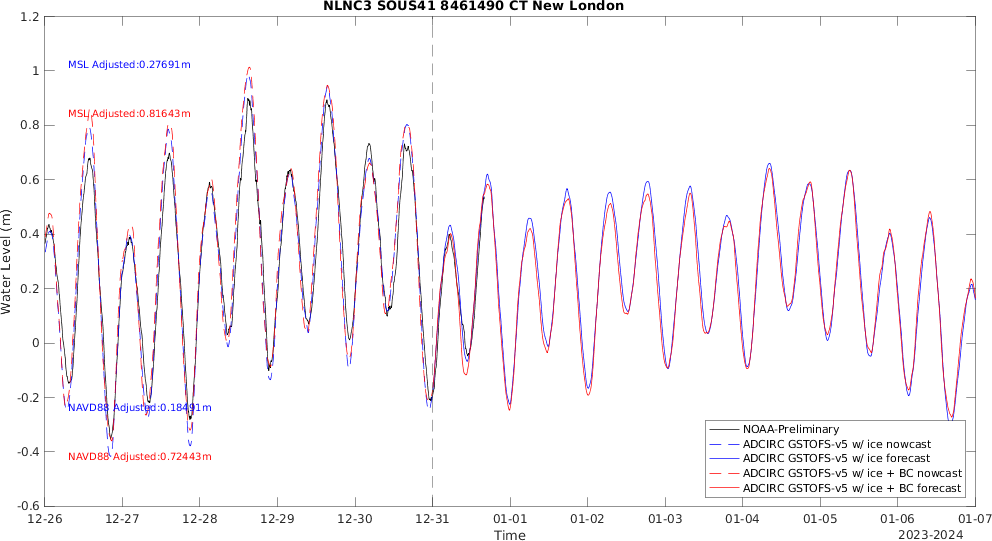 NLNC3 SOUS41 8461490 CT New London
1.2
1
0.8
0.6
0.4
0.2
0
-0.2
-0.4
-0.6
Water Level (m)
MSL Adjusted:0.27691m
MSL Adjusted:0.81643m
NAVD88 Adjusted:0.18491m
NAVD88 Adjusted:0.72443m
NOAA-Preliminary
ADCIRC GSTOFS-v5 w/ ice nowcast
ADCIRC GSTOFS-v5 w/ ice forecast
ADCIRC GSTOFS-v5 w/ ice + BC nowcast
ADCIRC GSTOFS-v5 w/ ice + BC forecast
12-26 12-27 12-28 12-29 12-30 12-31 01-01 01-02 01-03 01-04 01-05 01-06 01-07
Time
2023-2024